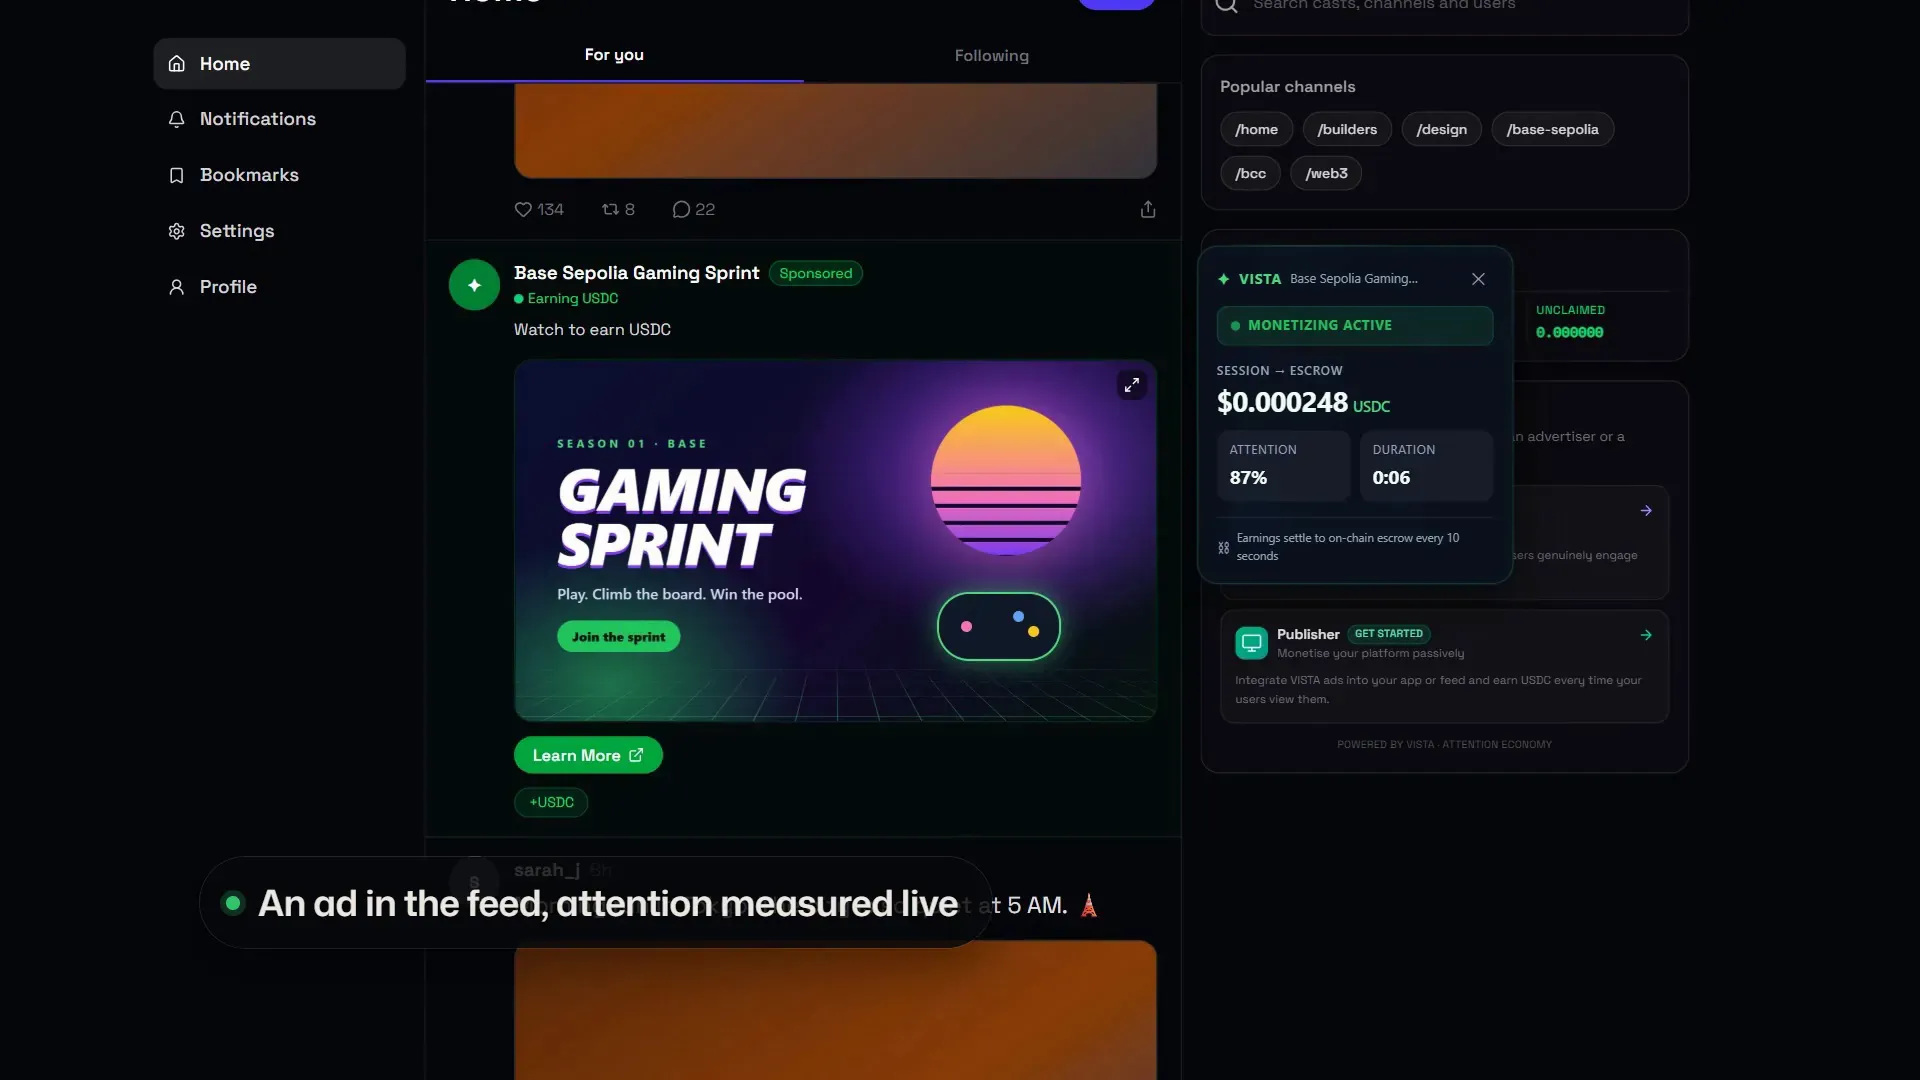 Home
Home
Notifications
Bookmarks
Settings
Profile
For you
Following
134
8
22
Base Sepolia Gaming Sprint
Sponsored
Earning USDC
Watch to earn USDC
SEASON 01 · BASE
GAMING
SPRINT
Play. Climb the board. Win the pool.
Join the sprint
Learn More
+USDC
sarah_j 6h
at 5 AM. 🗼
An ad in the feed, attention measured live
Search casts, channels and users
Popular channels
/home
/builders
/design
/base-sepolia
/bcc
/web3
VISTA Base Sepolia Gaming...
MONETIZING ACTIVE
SESSION → ESCROW
$0.000248 USDC
ATTENTION
87%
DURATION
0:06
Earnings settle to on-chain escrow every 10
seconds
UNCLAIMED
0.000000
an advertiser or a
users genuinely engage
Publisher
GET STARTED
Monetise your platform passively
Integrate VISTA ads into your app or feed and earn USDC every time your
users view them.
POWERED BY VISTA · ATTENTION ECONOMY